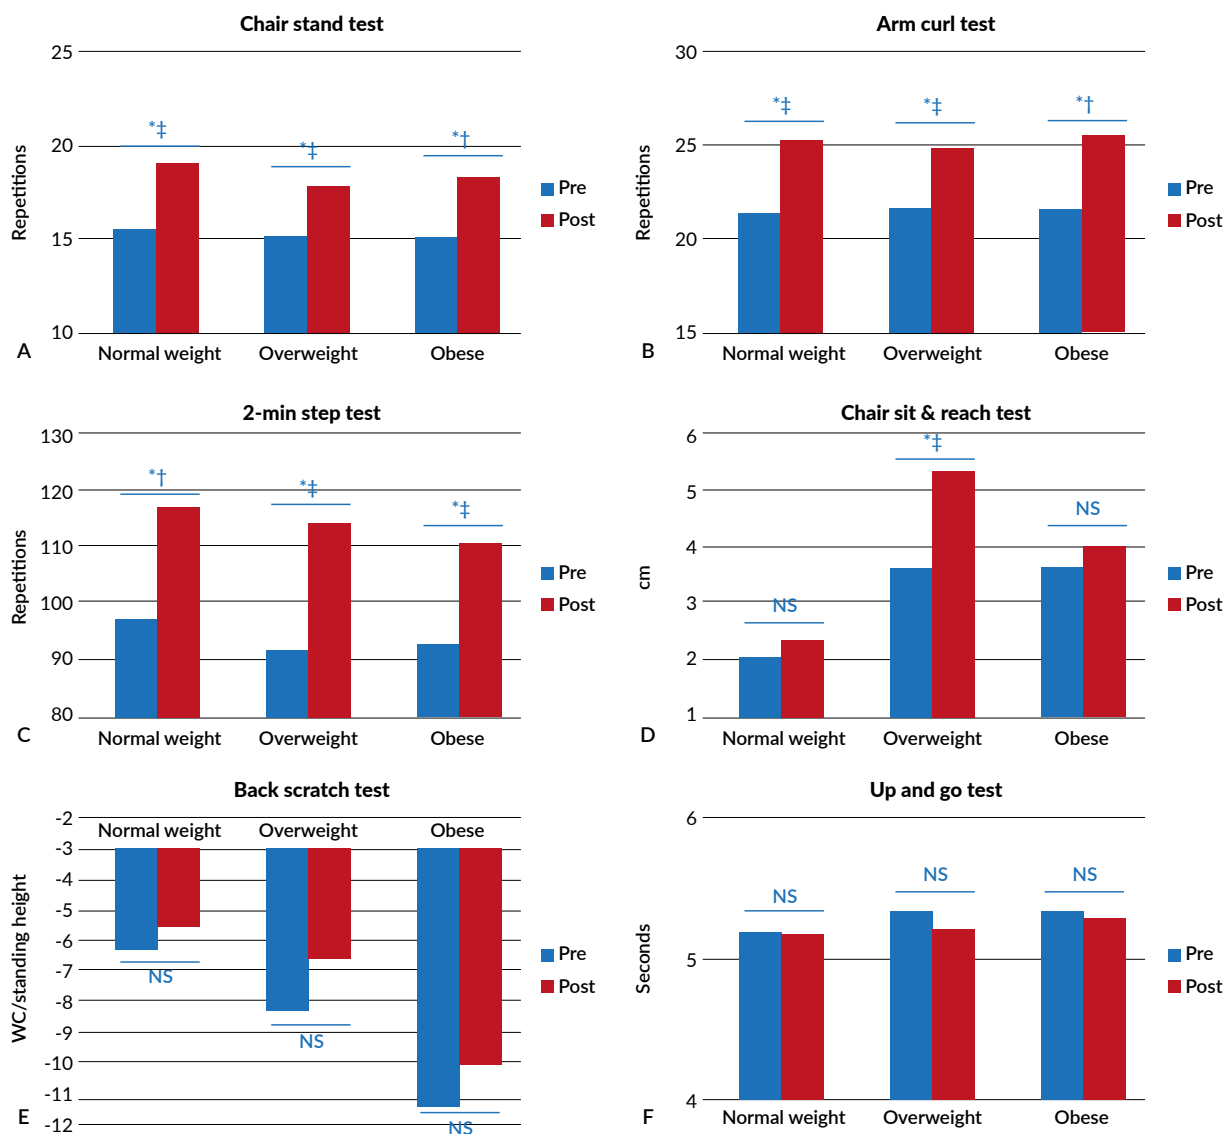 Chair stand test
25
20
15
10
Repetitions
*‡
*‡
*†
Normal weight
Overweight
Obese
Pre
Post
A
Arm curl test
30
25
20
15
Repetitions
*‡
*‡
*†
Normal weight
Overweight
Obese
Pre
Post
B
2-min step test
130
120
110
100
90
80
Repetitions
*†
*‡
*‡
Normal weight
Overweight
Obese
Pre
Post
C
Chair sit & reach test
6
5
4
3
2
1
cm
NS
*‡
NS
Normal weight
Overweight
Obese
Pre
Post
D
Back scratch test
-2
-3
-4
-5
-6
-7
-8
-9
-10
-11
-12
WC/standing height
Normal weight
Overweight
Obese
NS
NS
NS
Pre
Post
E
Up and go test
6
5
4
Seconds
NS
NS
NS
Normal weight
Overweight
Obese
Pre
Post
F